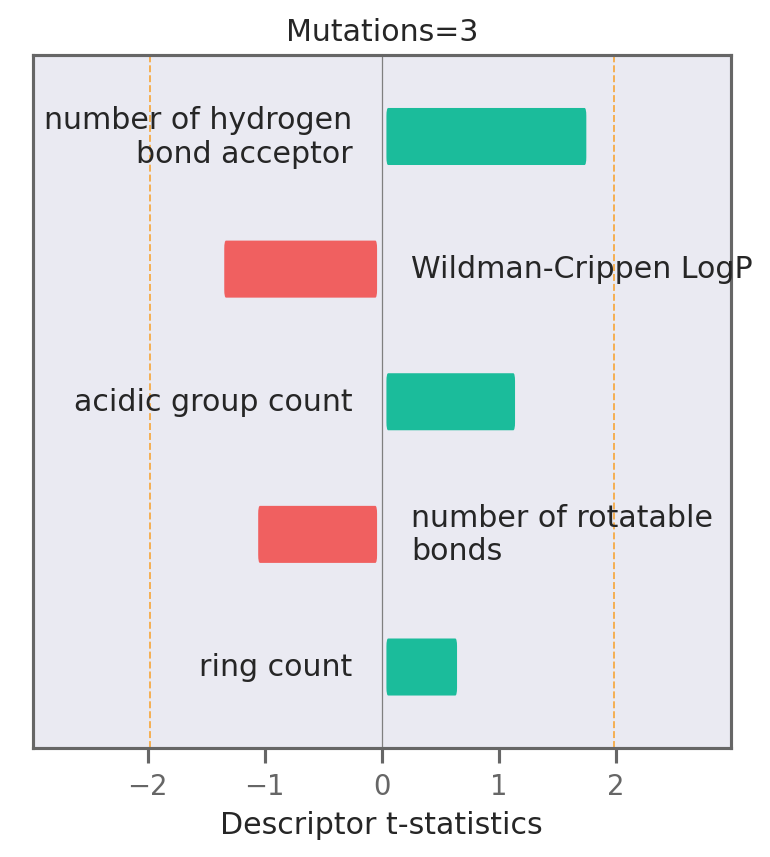 Mutations=3
number of hydrogen
bond acceptor
Wildman-Crippen LogP
acidic group count
number of rotatable
bonds
ring count
−2 −1 0 1 2
Descriptor t-statistics